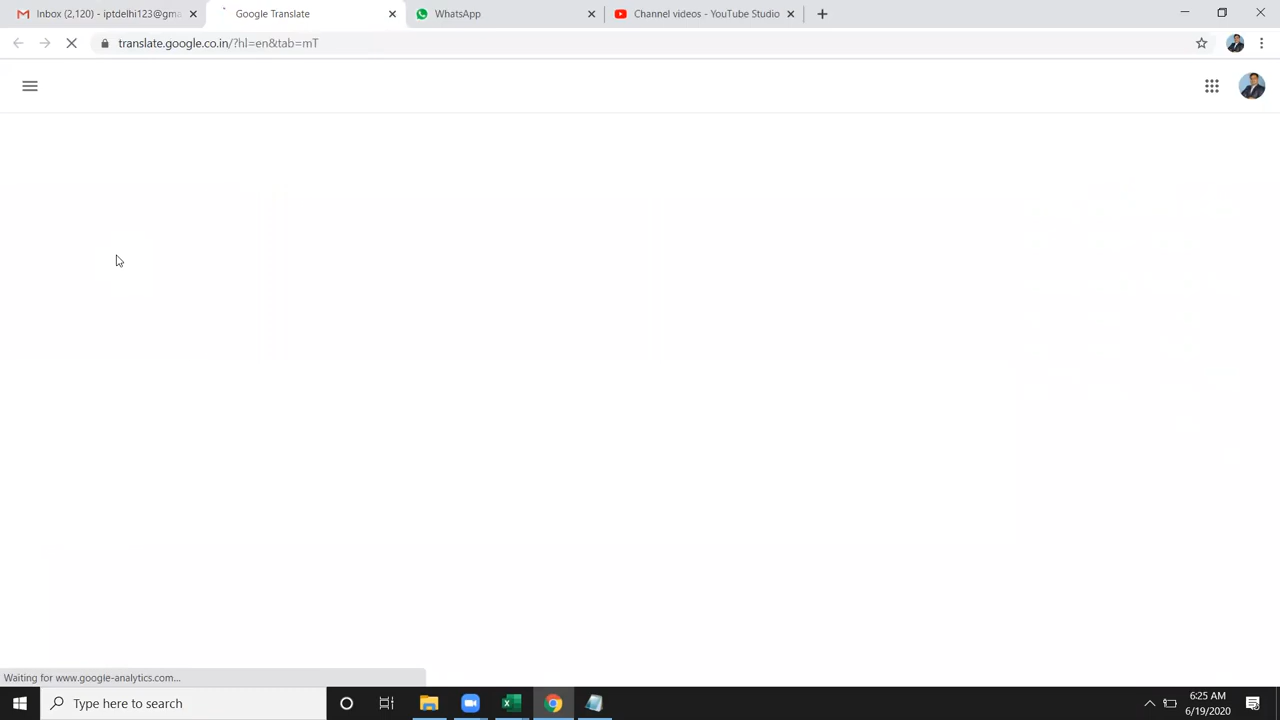 Inbox (2,120) - iptdelhi123@gma
Google Translate
WhatsApp
Channel videos - YouTube Studio
translate.google.co.in/?hl=en&tab=mT
Waiting for www.google-analytics.com...
Type here to search
6:25 AM
6/19/2020